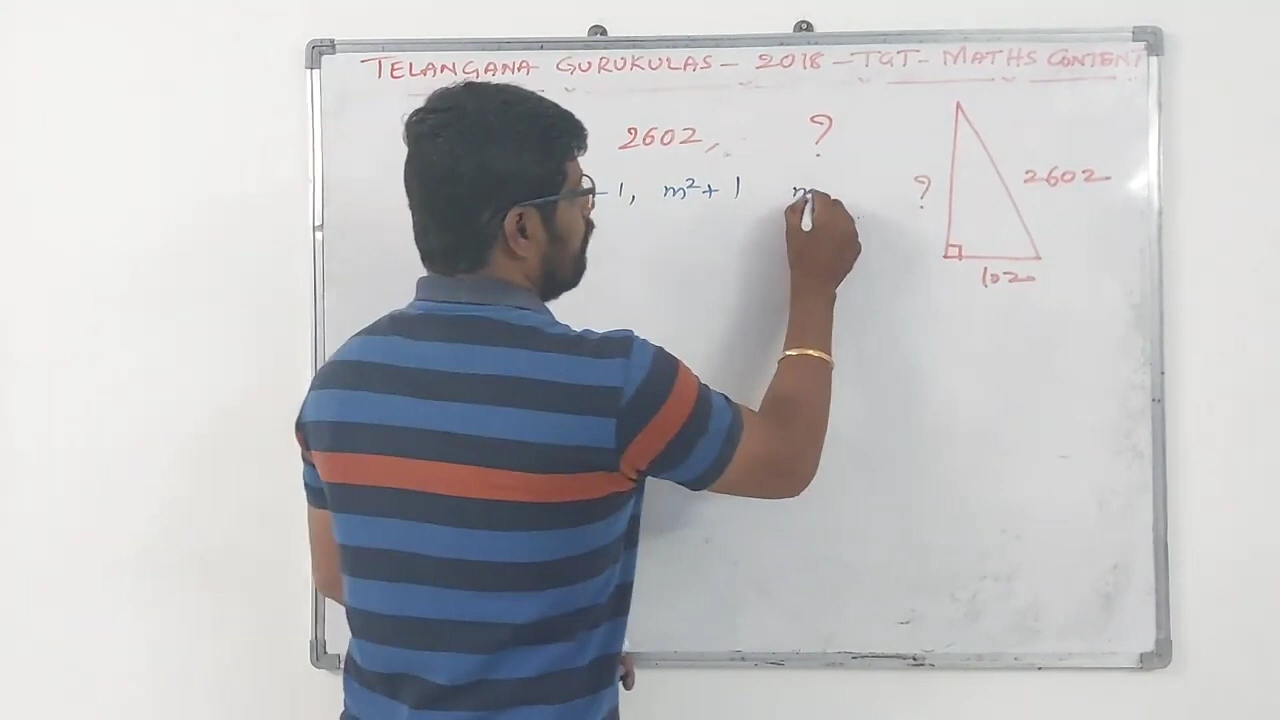 TELANGANA GURUKULAS - 2018 - TGT - MATHS CONTENT
2602, ?
- 1, m²+ 1 m
? 2602
102